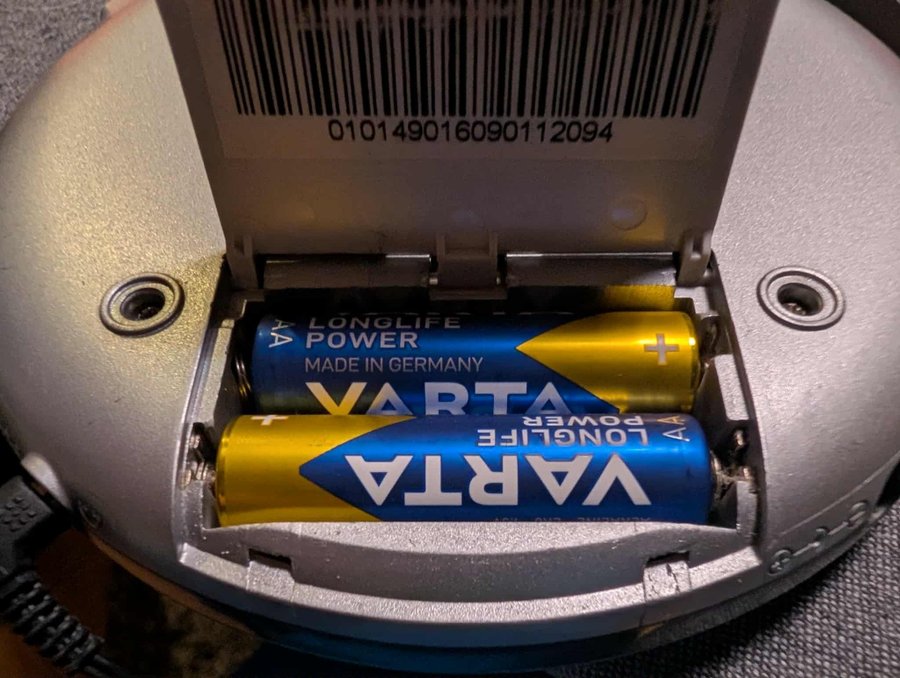 010149016090112094
AA
LONGLIFE
POWER
MADE IN GERMANY
VARTA
+
+
AA
LONGLIFE
POWER
VARTA